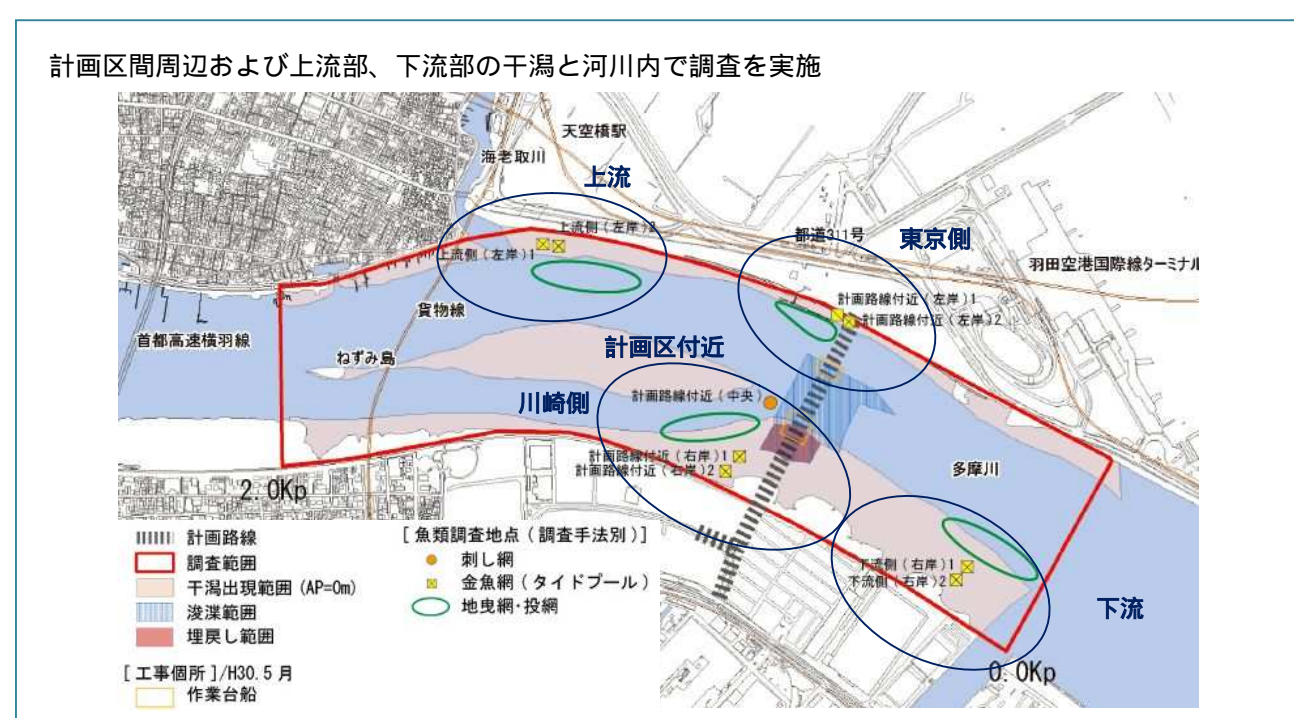 計画区間周辺および上流部、下流部の干潟と河川内で調査を実施
天空橋駅
海老取川
上流
上流側(左岸)2
上流側(左岸)1
都道311号
東京側
羽田空港国際線ターミナル
計画路線付近(左岸)1
計画路線付近(左岸)2
貨物線
首都高速横羽線
ねずみ島
計画区付近
川崎側
計画路線付近(中央)
計画路線付近(右岸)1
計画路線付近(右岸)2
多摩川
2.0Kp
下流側(右岸)1
下流側(右岸)2
下流
0.0Kp
計画路線
調査範囲
干潟出現範囲(AP=0m)
浚渫範囲
埋戻し範囲
[工事個所]/H30.5月
作業台船
[魚類調査地点(調査手法別)]
刺し網
金魚網(タイドプール)
地曳網・投網